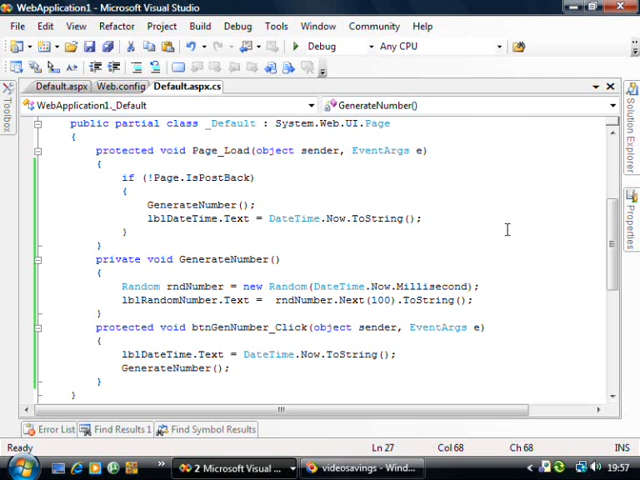 WebApplication1 - Microsoft Visual Studio
File Edit View Refactor Project Build Debug Tools Window Community Help
Debug Any CPU
Default.aspx Web.config Default.aspx.cs
WebApplication1._Default GenerateNumber()
public partial class _Default : System.Web.UI.Page
{
protected void Page_Load(object sender, EventArgs e)
{
if (!Page.IsPostBack)
{
GenerateNumber();
lblDateTime.Text = DateTime.Now.ToString();
}
}
private void GenerateNumber()
{
Random rndNumber = new Random(DateTime.Now.Millisecond);
lblRandomNumber.Text =  rndNumber.Next(100).ToString();
}
protected void btnGenNumber_Click(object sender, EventArgs e)
{
lblDateTime.Text = DateTime.Now.ToString();
GenerateNumber();
}
}
Toolbox
Solution Explorer
Properties
Error List Find Results 1 Find Symbol Results
Ready Ln 27 Col 68 Ch 68 INS
2 Microsoft Visual ... videosavings - Wind... 19:57